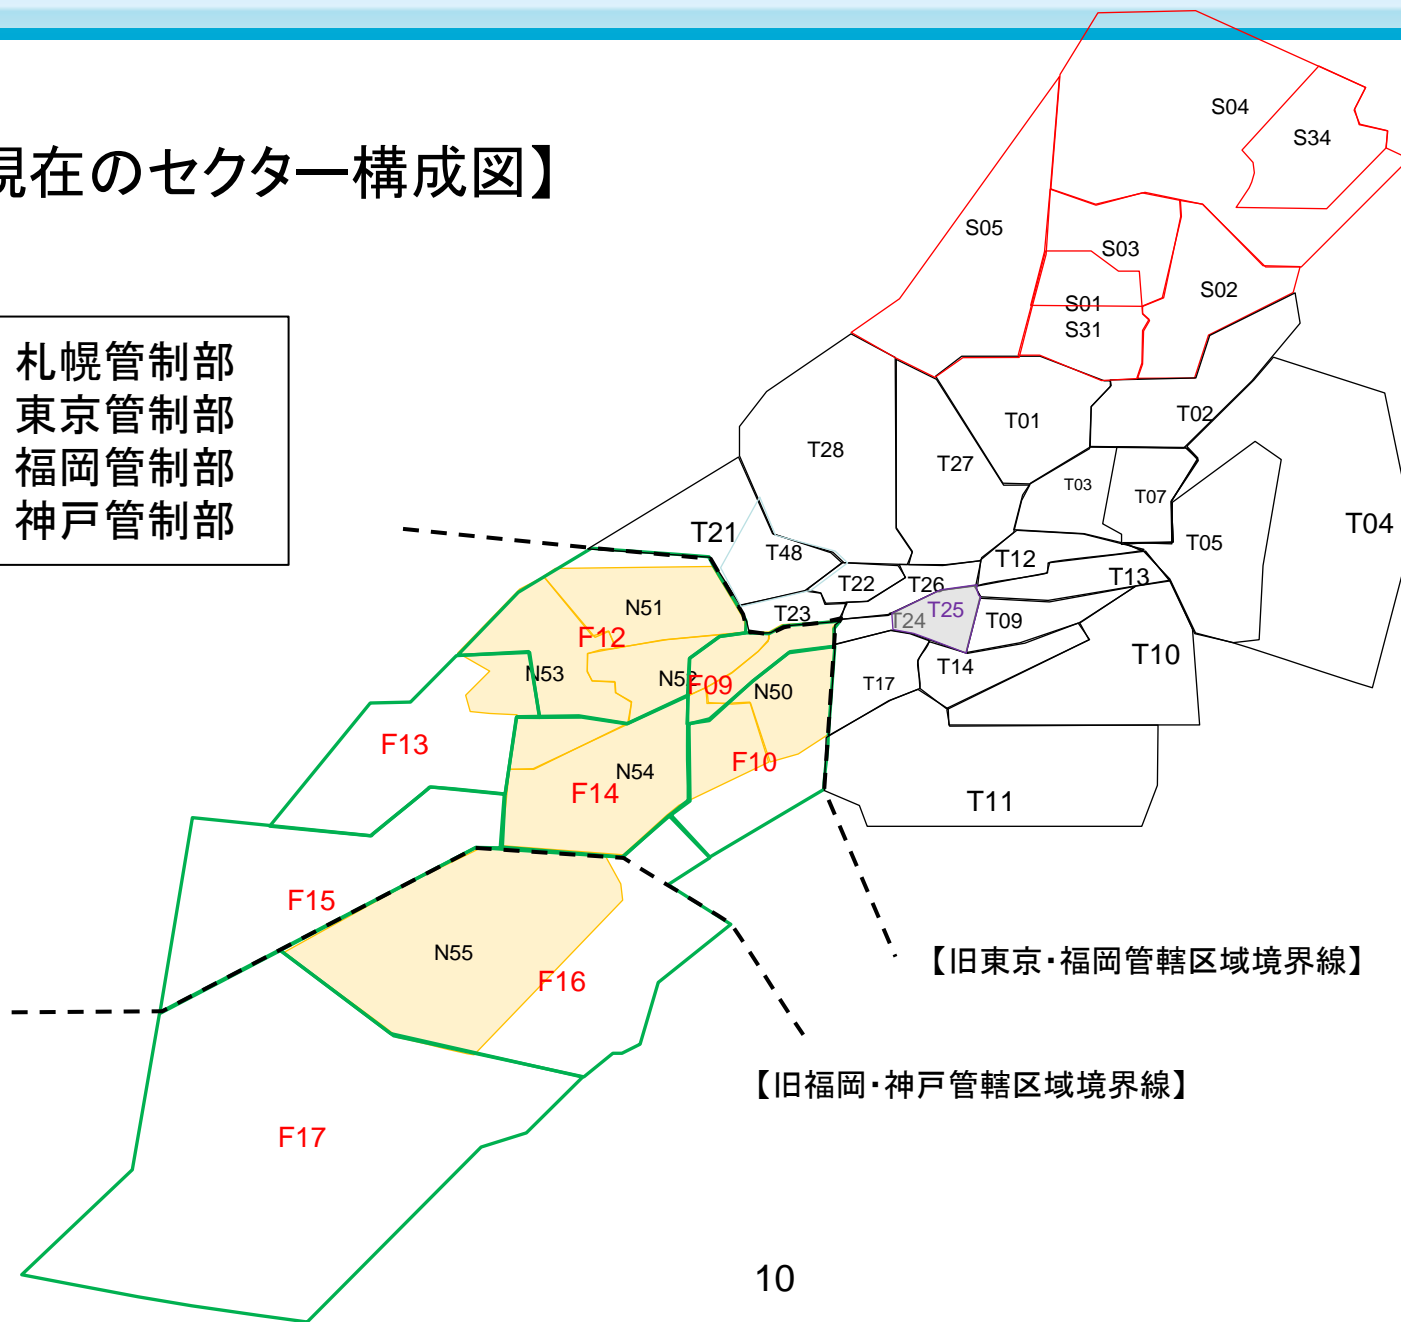 現在のセクター構成図】
札幌管制部
東京管制部
福岡管制部
神戸管制部
S04
S34
S05
S03
S02
S01
S31
T02
T01
T28
T27
T03
T07
T04
T05
T21
T48
T12
T22
T26
T13
T25
T24
T23
T09
T10
T14
T17
T11
N51
F12
N53
N52
F09
N50
F13
F10
N54
F14
F15
N55
F16
F17
【旧東京・福岡管轄区域境界線】
【旧福岡・神戸管轄区域境界線】
10